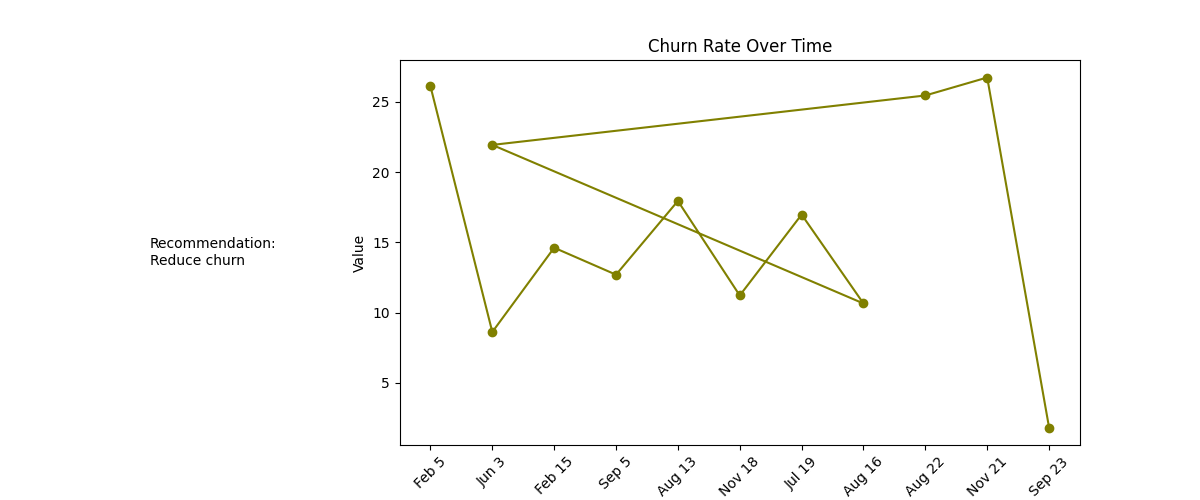 Churn Rate Over Time
Recommendation:
Reduce churn
Value
25
20
15
10
5
Feb 5
Jun 3
Feb 15
Sep 5
Aug 13
Nov 18
Jul 19
Aug 16
Aug 22
Nov 21
Sep 23